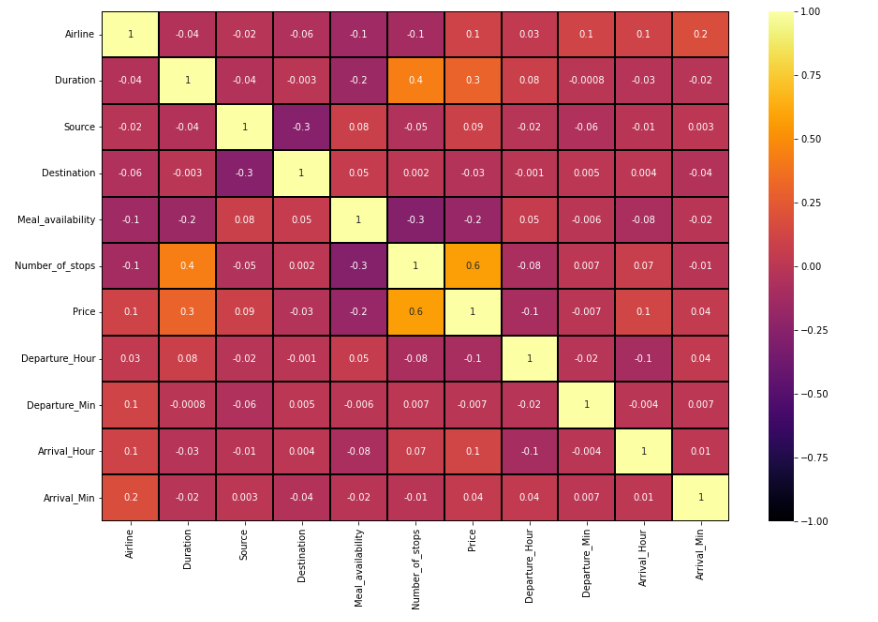 Airline 1 -0.04 -0.02 -0.06 -0.1 -0.1 0.1 0.03 0.1 0.1 0.2
Duration -0.04 1 -0.04 -0.003 -0.2 0.4 0.3 0.08 -0.0008 -0.03 -0.02
Source -0.02 -0.04 1 -0.3 0.08 -0.05 0.09 -0.02 -0.06 -0.01 0.003
Destination -0.06 -0.003 -0.3 1 0.05 0.002 -0.03 -0.001 0.005 0.004 -0.04
Meal_availability -0.1 -0.2 0.08 0.05 1 -0.3 -0.2 0.05 -0.006 -0.08 -0.02
Number_of_stops -0.1 0.4 -0.05 0.002 -0.3 1 0.6 -0.08 0.007 0.07 -0.01
Price 0.1 0.3 0.09 -0.03 -0.2 0.6 1 -0.1 -0.007 0.1 0.04
Departure_Hour 0.03 0.08 -0.02 -0.001 0.05 -0.08 -0.1 1 -0.02 -0.1 0.04
Departure_Min 0.1 -0.0008 -0.06 0.005 -0.006 0.007 -0.007 -0.02 1 -0.004 0.007
Arrival_Hour 0.1 -0.03 -0.01 0.004 -0.08 0.07 0.1 -0.1 -0.004 1 0.01
Arrival_Min 0.2 -0.02 0.003 -0.04 -0.02 -0.01 0.04 0.04 0.007 0.01 1
Airline Duration Source Destination Meal_availability Number_of_stops Price Departure_Hour Departure_Min Arrival_Hour Arrival_Min
1.00
0.75
0.50
0.25
0.00
−0.25
−0.50
−0.75
−1.00